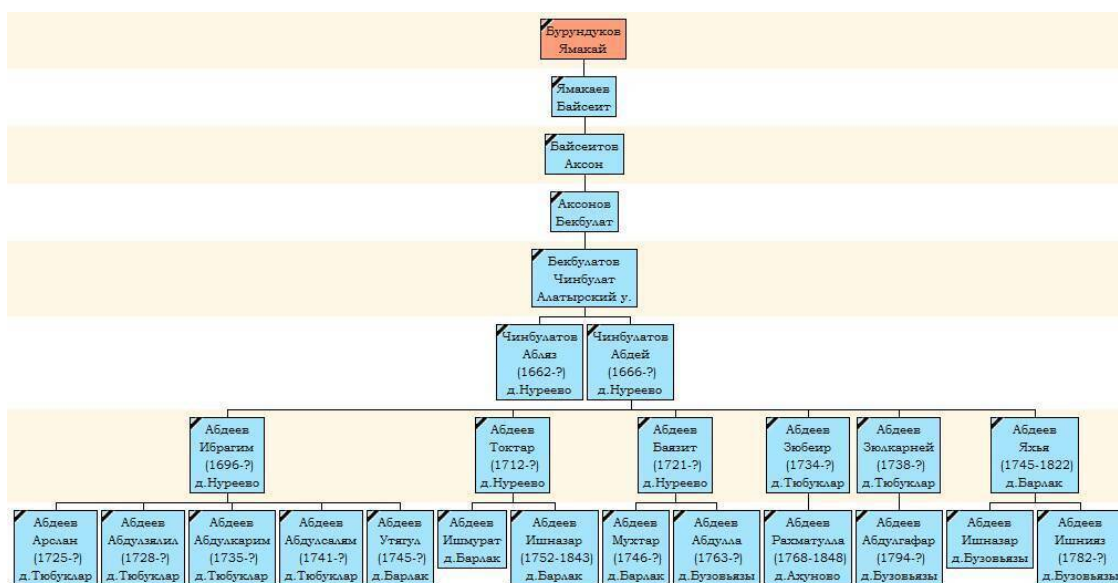 Бурундуков
Ямакай
Ямакаев
Байсеит
Байсеитов
Аксон
Аксонов
Бекбулат
Бекбулатов
Чинбулат
Алатырский у.
Чинбулатов
Абляз
(1662-?)
д.Нуреево
Чинбулатов
Абдей
(1666-?)
д.Нуреево
Абдеев
Ибрагим
(1696-?)
д.Нуреево
Абдеев
Токтар
(1712-?)
д.Нуреево
Абдеев
Баязит
(1721-?)
д.Нуреево
Абдеев
Зюбеир
(1734-?)
д.Тюбуклар
Абдеев
Зюлкарней
(1738-?)
д.Тюбуклар
Абдеев
Яхья
(1745-1822)
д.Барлак
Абдеев
Арслан
(1725-?)
д.Тюбуклар
Абдеев
Абдулзялил
(1728-?)
д.Тюбуклар
Абдеев
Абдулкарим
(1735-?)
д.Тюбуклар
Абдеев
Абдулсалям
(1741-?)
д.Тюбуклар
Абдеев
Утягул
(1745-?)
д.Барлак
Абдеев
Ишмурат
д.Барлак
Абдеев
Ишназар
(1752-1843)
д.Барлак
Абдеев
Мухтар
(1746-?)
д.Барлак
Абдеев
Абдулла
(1763-?)
д.Бузовьязы
Абдеев
Рахматулла
(1768-1848)
д.Ахуново
Абдеев
Абдулгафар
(1794-?)
д.Бузовьязы
Абдеев
Ишназар
д.Бузовьязы
Абдеев
Ишнияз
(1782-?)
д.Бузовьязы